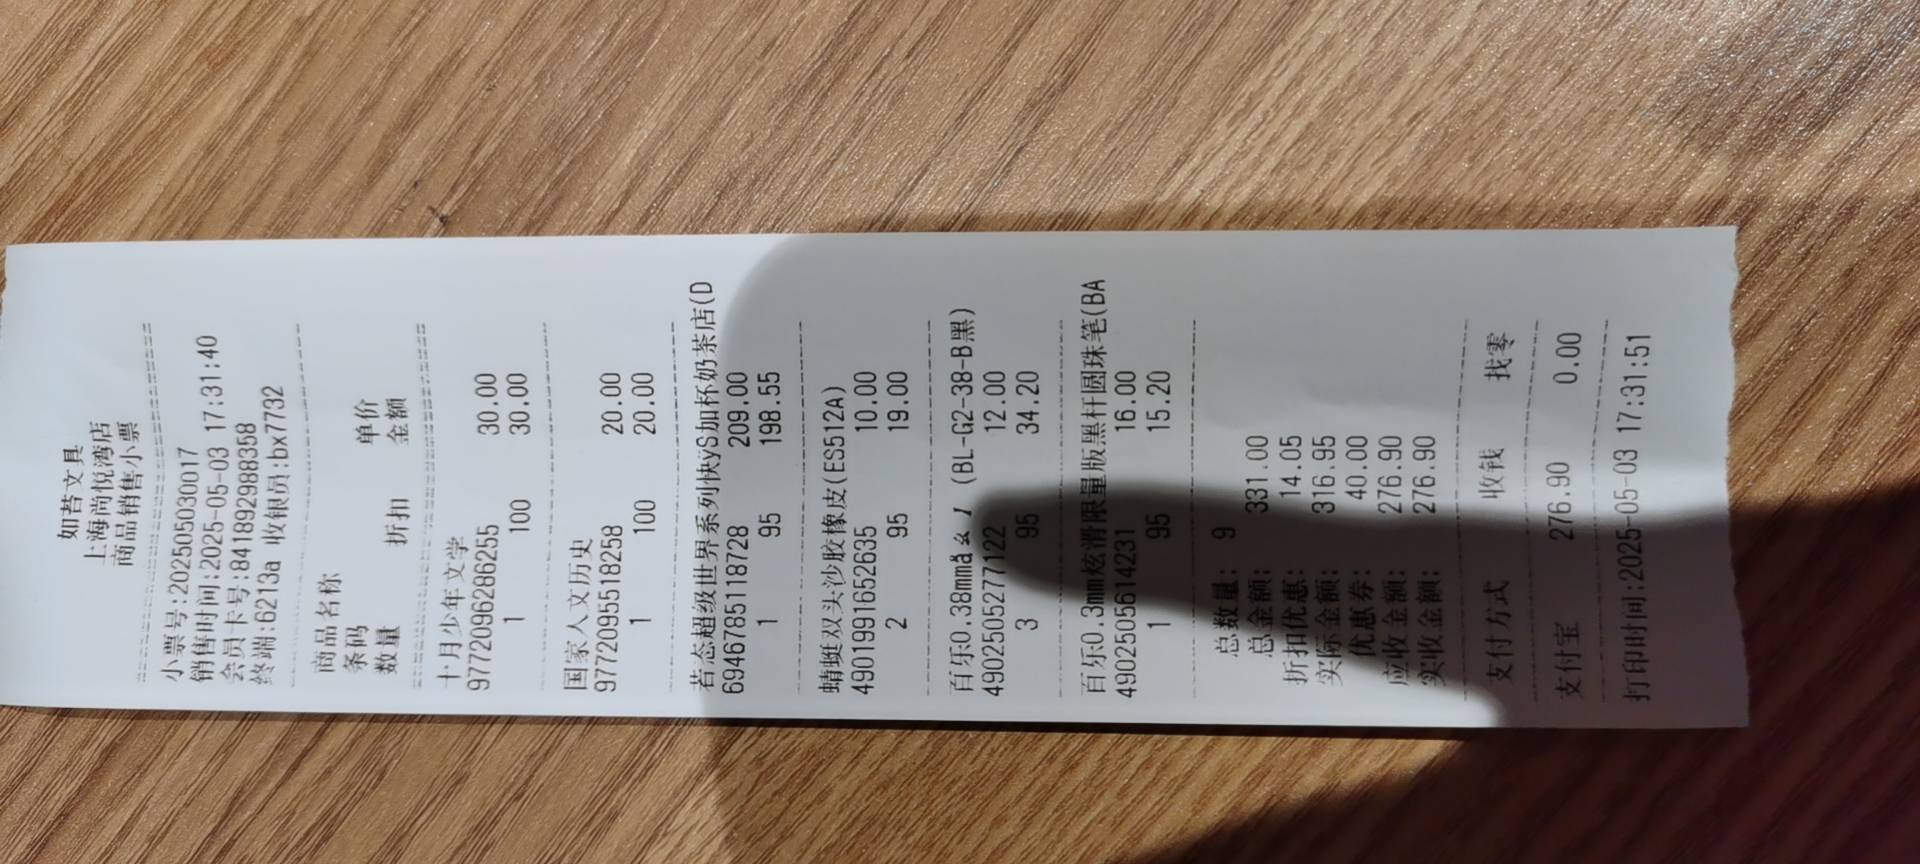 如苔文具
上海尚悦湾店
商品销售小票
小票号:202505030017
销售时间:2025-05-03 17:31:40
会员卡号:841892988358
终端:6213a 收银员:bx7732
商品名称
条码 单价
数量 折扣 金额
十月少年文学
9772096286255 30.00
1 100 30.00
国家人文历史
9772095518258 20.00
1 100 20.00
若态超级世界系列快yS加杯奶茶店(D
6946785118728 209.00
1 95 198.55
蜻蜓双头沙胶橡皮(ES512A)
4901991652635 10.00
2 95 19.00
百乐0.38mm (BL-G2-38-B黑)
4902505277122 12.00
3 95 34.20
百乐0.3mm炫滑限量版黑杆圆珠笔(BA
4902505614231 16.00
1 95 15.20
总数量: 9
总金额: 331.00
折扣优惠: 14.05
实际金额: 316.95
优惠券: 40.00
应收金额: 276.90
实收金额: 276.90
支付方式 收钱 找零
支付宝 276.90 0.00
打印时间:2025-05-03 17:31:51